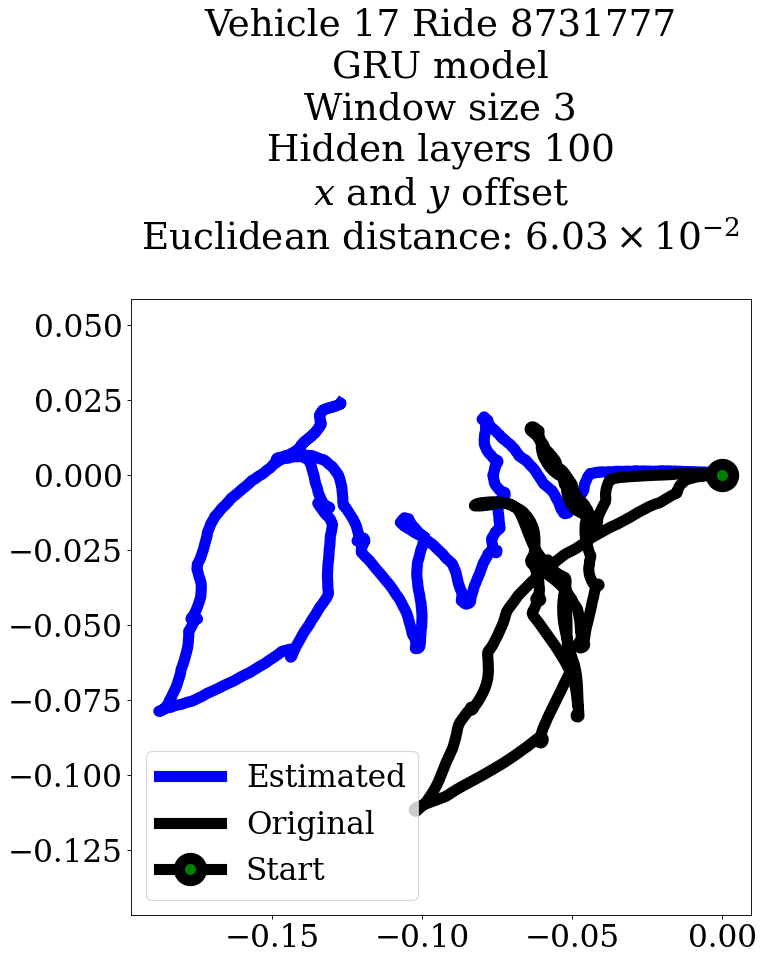 Vehicle 17 Ride 8731777
GRU model
Window size 3
Hidden layers 100
x and y offset
Euclidean distance: 6.03 × 10⁻²
0.050
0.025
0.000
−0.025
−0.050
−0.075
−0.100
−0.125
Estimated
Original
Start
−0.15 −0.10 −0.05 0.00